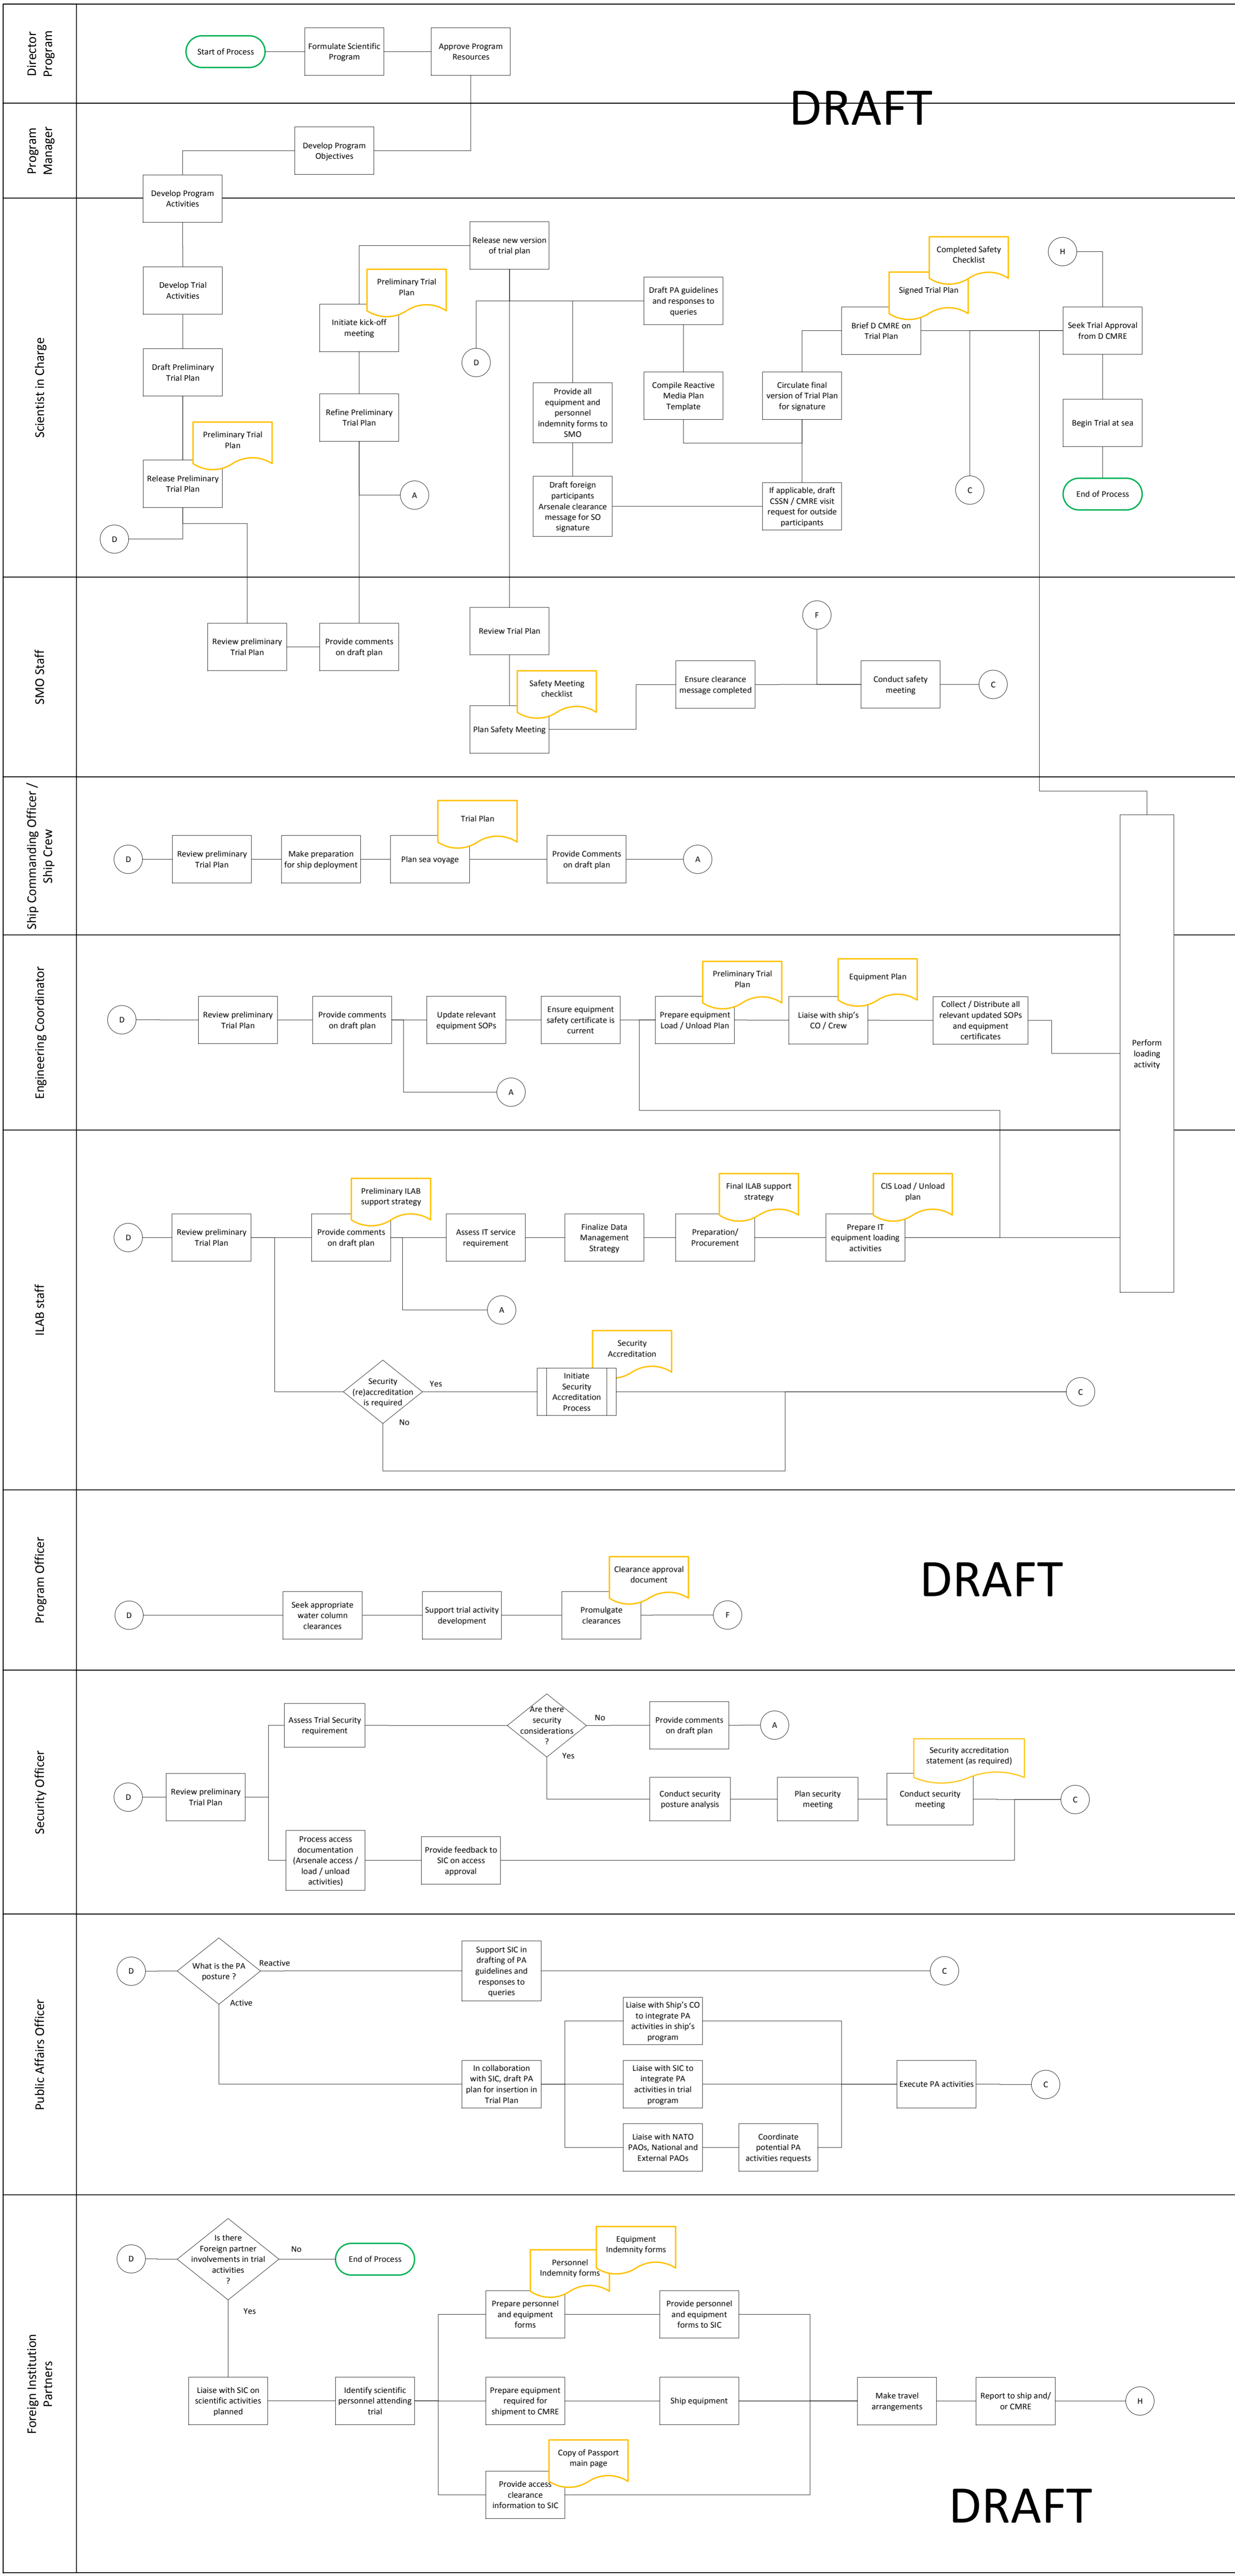 Director
Program
Start of Process
Formulate Scientific
Program
Approve Program
Resources
DRAFT
Program
Manager
Develop Program
Objectives
Develop Program
Activities
Scientist in Charge
Develop Trial
Activities
Draft Preliminary
Trial Plan
Preliminary Trial
Plan
Release Preliminary
Trial Plan
D
Release new version
of trial plan
Preliminary Trial
Plan
Initiate kick-off
meeting
Refine Preliminary
Trial Plan
A
D
Provide all
equipment and
personnel
indemnity forms to
SMO
Draft foreign
participants
Arsenale clearance
message for SO
signature
Draft PA guidelines
and responses to
queries
Compile Reactive
Media Plan
Template
Circulate final
version of Trial Plan
for signature
If applicable, draft
CSSN / CMRE visit
request for outside
participants
Completed Safety
Checklist
Signed Trial Plan
Brief D CMRE on
Trial Plan
C
H
Seek Trial Approval
from D CMRE
Begin Trial at sea
End of Process
SMO Staff
Review preliminary
Trial Plan
Provide comments
on draft plan
Review Trial Plan
Safety Meeting
checklist
Plan Safety Meeting
Ensure clearance
message completed
F
Conduct safety
meeting
C
Ship Commanding Officer /
Ship Crew
D
Review preliminary
Trial Plan
Make preparation
for ship deployment
Trial Plan
Plan sea voyage
Provide Comments
on draft plan
A
Engineering Coordinator
D
Review preliminary
Trial Plan
Provide comments
on draft plan
A
Update relevant
equipment SOPs
Ensure equipment
safety certificate is
current
Preliminary Trial
Plan
Prepare equipment
Load / Unload Plan
Equipment Plan
Liaise with ship's
CO / Crew
Collect / Distribute all
relevant updated SOPs
and equipment
certificates
Perform
loading
activity
ILAB staff
D
Review preliminary
Trial Plan
Preliminary ILAB
support strategy
Provide comments
on draft plan
A
Assess IT service
requirement
Finalize Data
Management
Strategy
Final ILAB support
strategy
Preparation/
Procurement
CIS Load / Unload
plan
Prepare IT
equipment loading
activities
Security
(re)accreditation
is required
Yes
No
Security
Accreditation
Initiate
Security
Accreditation
Process
C
Program Officer
D
Seek appropriate
water column
clearances
Support trial activity
development
Clearance approval
document
Promulgate
clearances
F
DRAFT
Security Officer
D
Review preliminary
Trial Plan
Assess Trial Security
requirement
Are there
security
considerations
?
No
Yes
Provide comments
on draft plan
A
Conduct security
posture analysis
Plan security
meeting
Security accreditation
statement (as required)
Conduct security
meeting
C
Process access
documentation
(Arsenale access /
load / unload
activities)
Provide feedback to
SIC on access
approval
Public Affairs Officer
D
What is the PA
posture ?
Reactive
Active
Support SIC in
drafting of PA
guidelines and
responses to
queries
C
In collaboration
with SIC, draft PA
plan for insertion in
Trial Plan
Liaise with Ship's CO
to integrate PA
activities in ship's
program
Liaise with SIC to
integrate PA
activities in trial
program
Liaise with NATO
PAOs, National and
External PAOs
Coordinate
potential PA
activities requests
Execute PA activities
C
Foreign Institution
Partners
D
Is there
Foreign partner
involvements in trial
activities
?
No
End of Process
Yes
Liaise with SIC on
scientific activities
planned
Identify scientific
personnel attending
trial
Equipment
Indemnity forms
Personnel
Indemnity forms
Prepare personnel
and equipment
forms
Provide personnel
and equipment
forms to SIC
Prepare equipment
required for
shipment to CMRE
Ship equipment
Copy of Passport
main page
Provide access
clearance
information to SIC
Make travel
arrangements
Report to ship and/
or CMRE
H
DRAFT